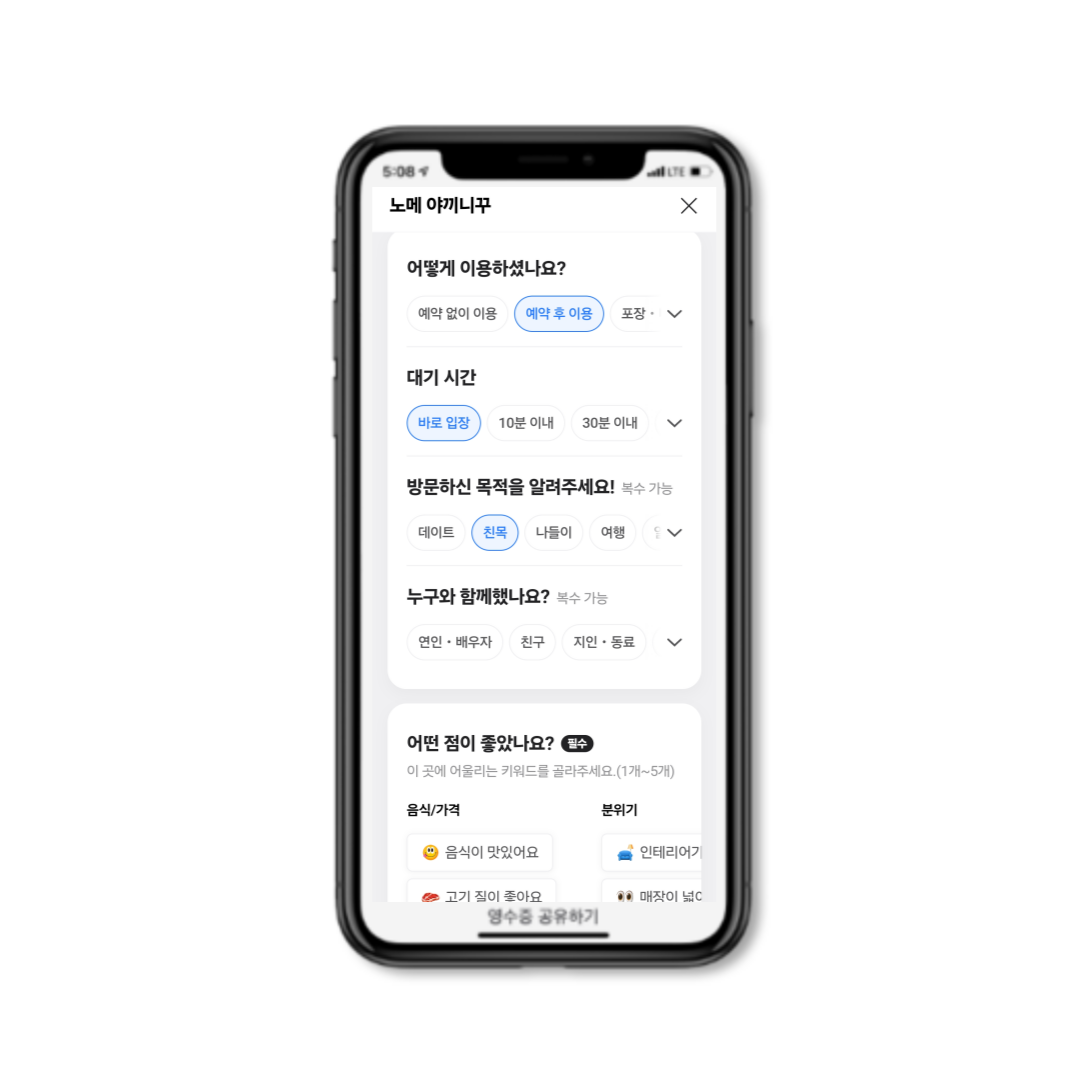 5:08 LTE
노메 야끼니꾸
어떻게 이용하셨나요?
예약 없이 이용 예약 후 이용 포장 ·
대기 시간
바로 입장 10분 이내 30분 이내
방문하신 목적을 알려주세요! 복수 가능
데이트 친목 나들이 여행
누구와 함께했나요? 복수 가능
연인 · 배우자 친구 지인 · 동료
어떤 점이 좋았나요? 필수
이 곳에 어울리는 키워드를 골라주세요.(1개~5개)
음식/가격 분위기
음식이 맛있어요 인테리어가
고기 질이 좋아요 매장이 넓어
영수증 공유하기